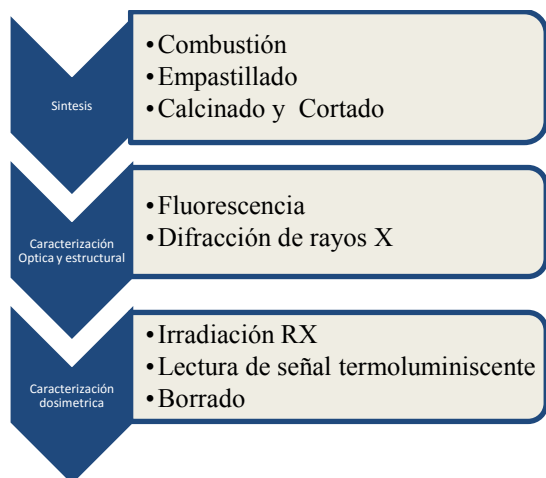 Sintesis
•Combustión
•Empastillado
•Calcinado y Cortado
Caracterización
Optica y estructural
•Fluorescencia
•Difracción de rayos X
Caracterización
dosimetrica
•Irradiación RX
•Lectura de señal termoluminiscente
•Borrado